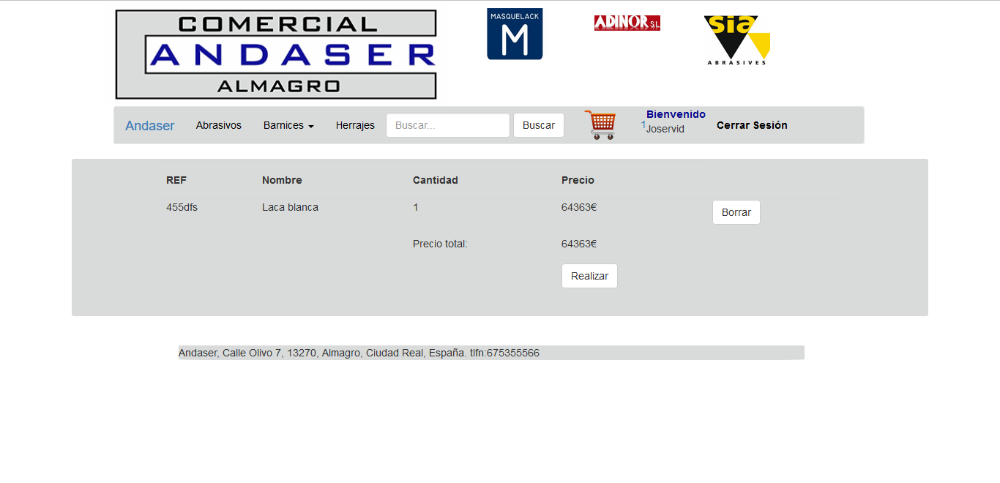 COMERCIAL
ANDASER
ALMAGRO
MASQUELACK
M
ADINOR S.L.
sia
ABRASIVES
Andaser Abrasivos Barnices Herrajes Buscar... Buscar 1 Bienvenido Joservid Cerrar Sesión
REF Nombre Cantidad Precio
455dfs Laca blanca 1 64363€ Borrar
Precio total: 64363€
Realizar
Andaser, Calle Olivo 7, 13270, Almagro, Ciudad Real, España. tlfn:675355566